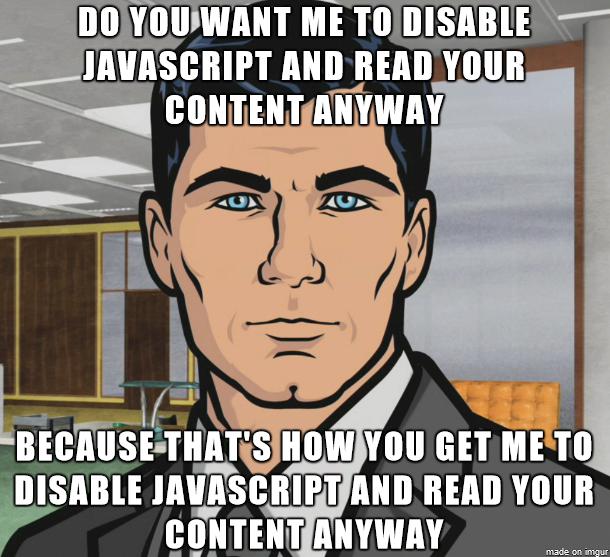 DO YOU WANT ME TO DISABLE
JAVASCRIPT AND READ YOUR
CONTENT ANYWAY
BECAUSE THAT'S HOW YOU GET ME TO
DISABLE JAVASCRIPT AND READ YOUR
CONTENT ANYWAY
made on imgur